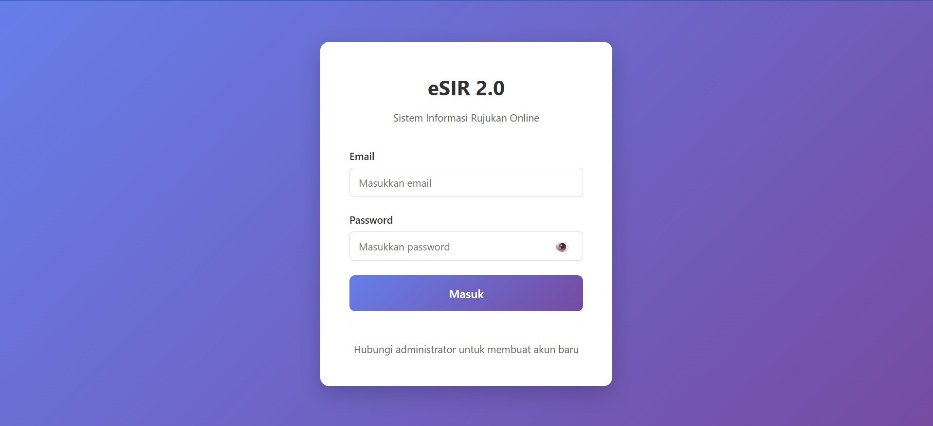 eSIR 2.0
Sistem Informasi Rujukan Online
Email
Masukkan email
Password
Masukkan password
Masuk
Hubungi administrator untuk membuat akun baru